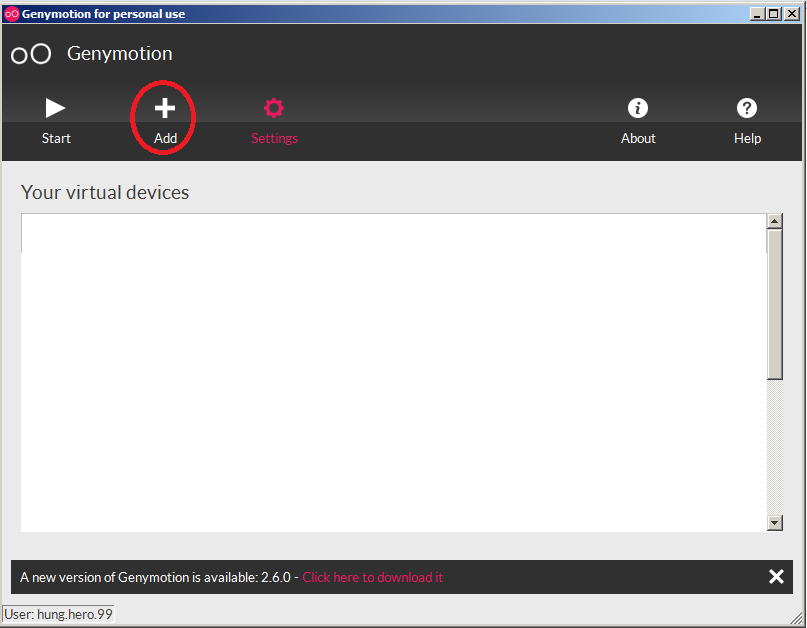 Genymotion for personal use
Genymotion
Start Add Settings About Help
Your virtual devices
A new version of Genymotion is available: 2.6.0 - Click here to download it
User: hung.hero.99